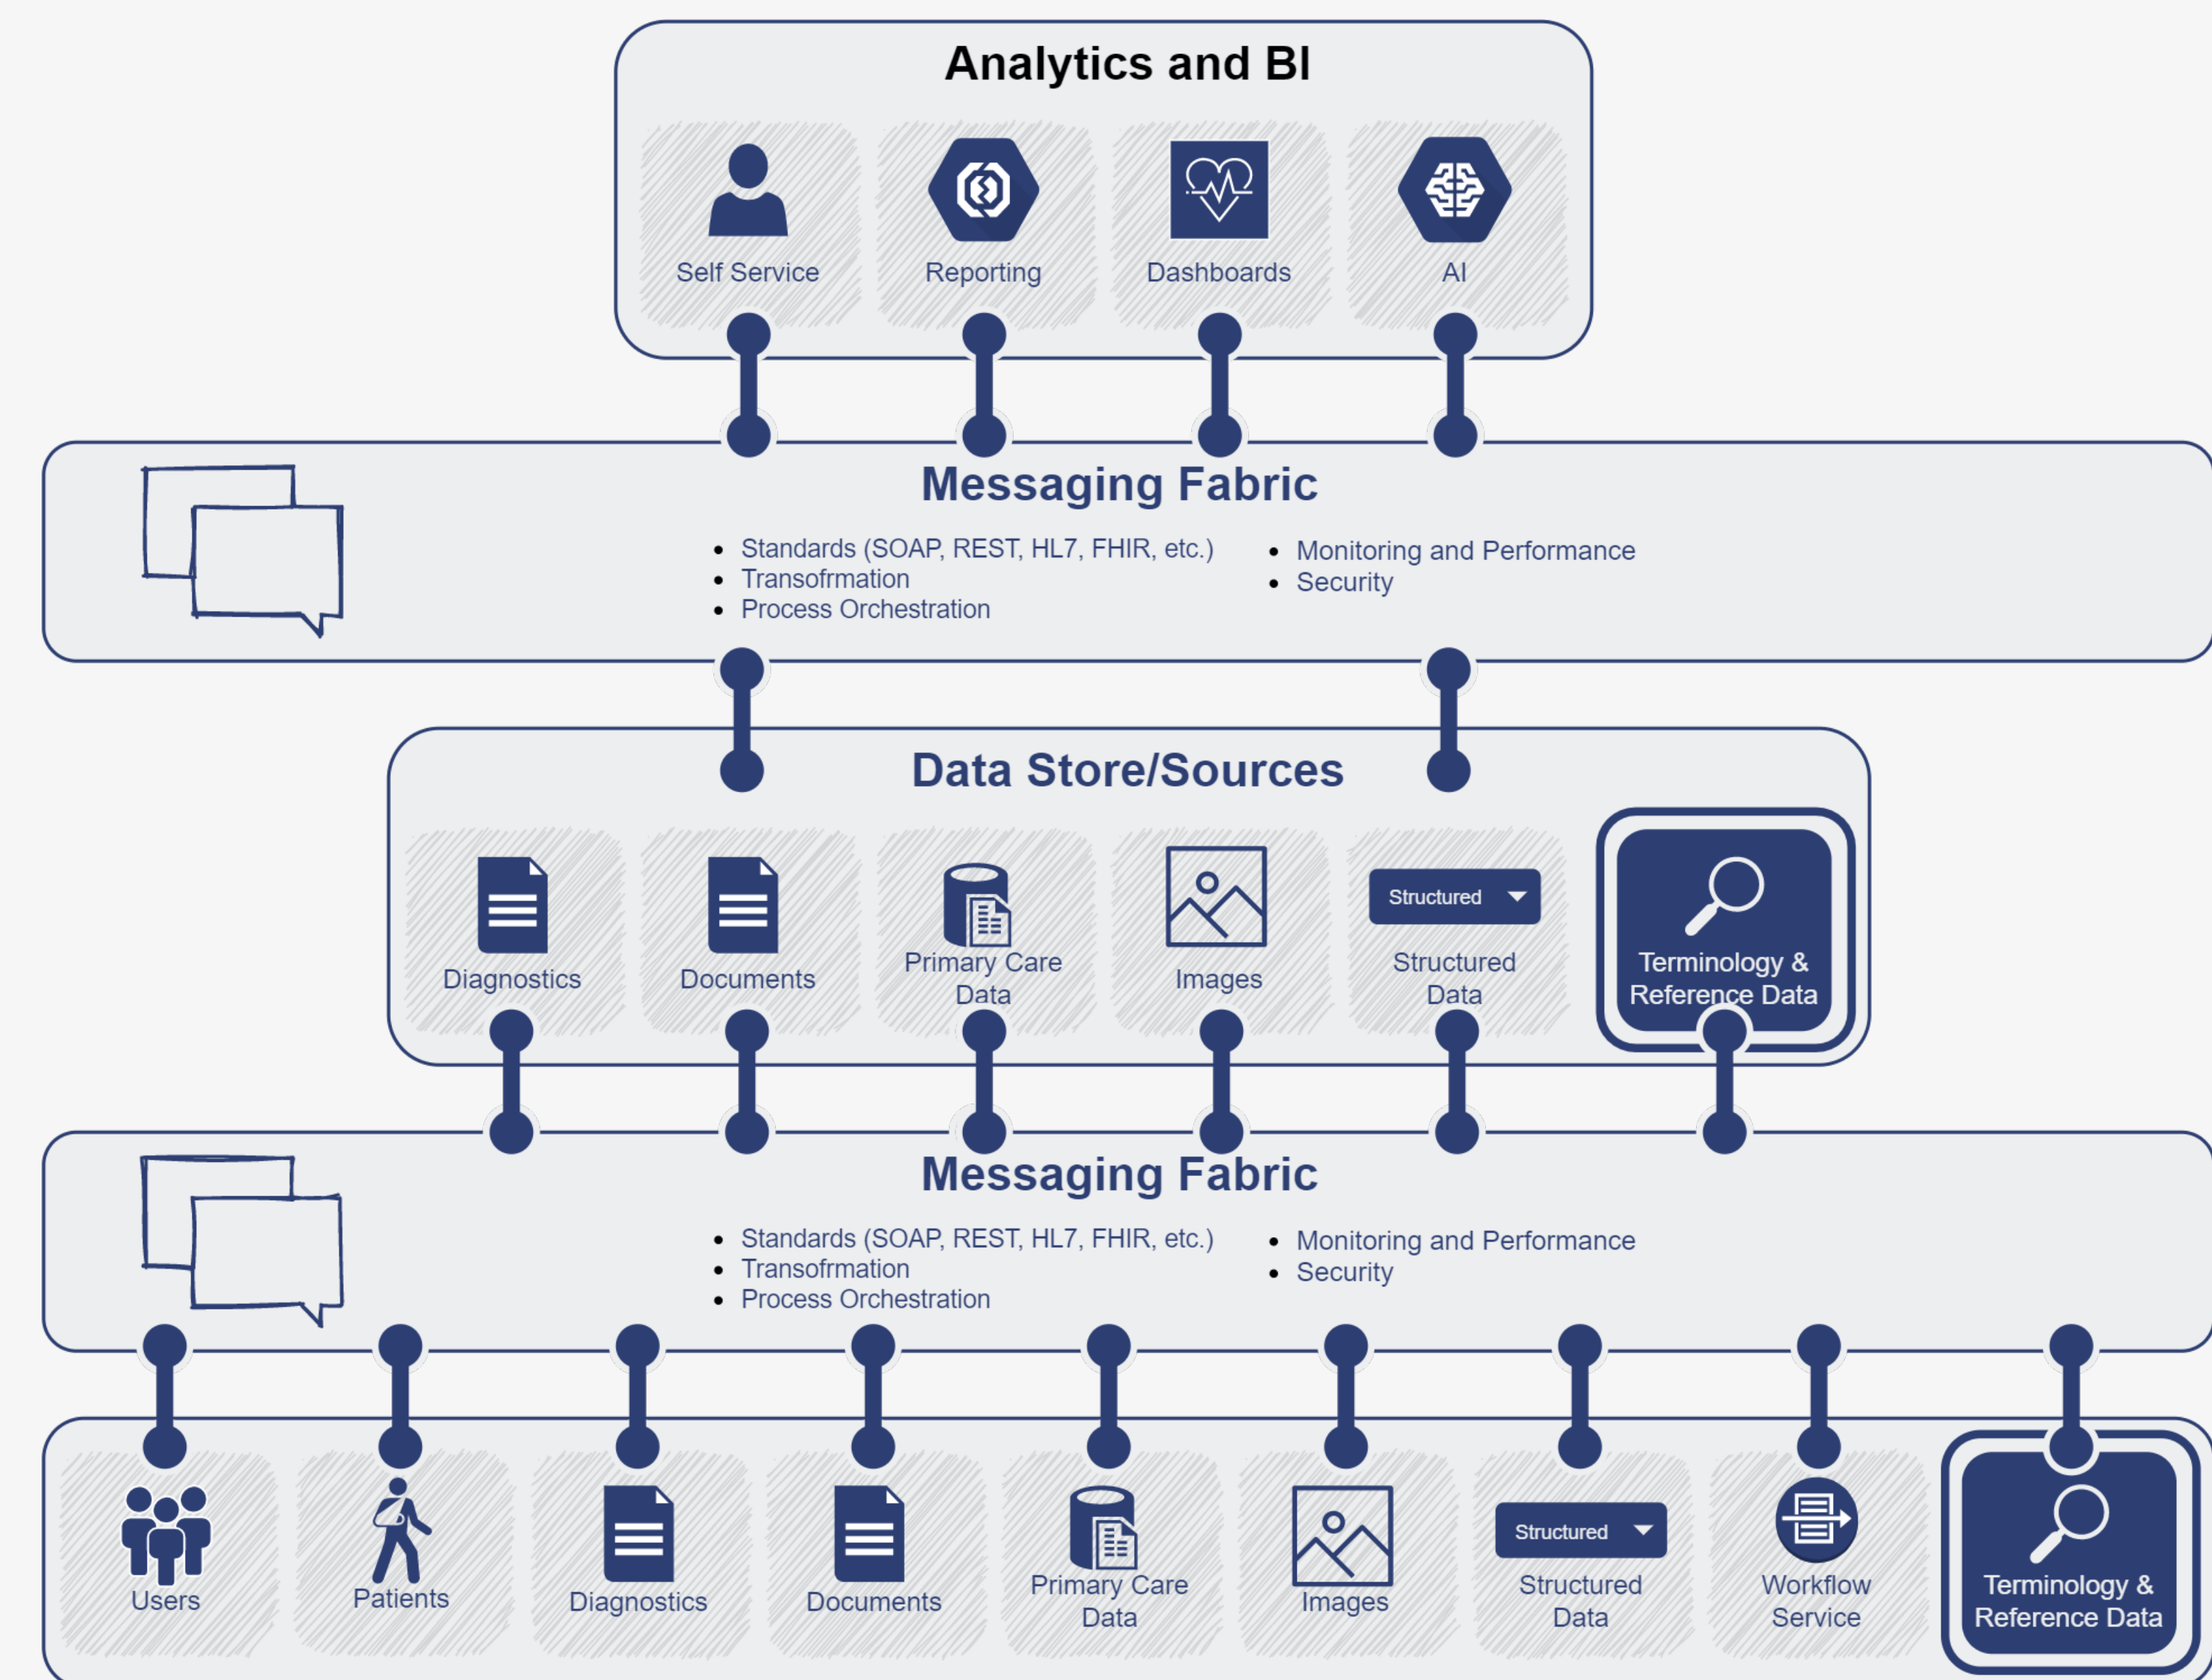 Analytics and BI
Self Service
Reporting
Dashboards
AI
Messaging Fabric
Standards (SOAP, REST, HL7, FHIR, etc.)
Transofrmation
Process Orchestration
Monitoring and Performance
Security
Data Store/Sources
Diagnostics
Documents
Primary Care
Data
Images
Structured
Structured
Data
Terminology &
Reference Data
Messaging Fabric
Standards (SOAP, REST, HL7, FHIR, etc.)
Transofrmation
Process Orchestration
Monitoring and Performance
Security
Users
Patients
Diagnostics
Documents
Primary Care
Data
Images
Structured
Structured
Data
Workflow
Service
Terminology &
Reference Data